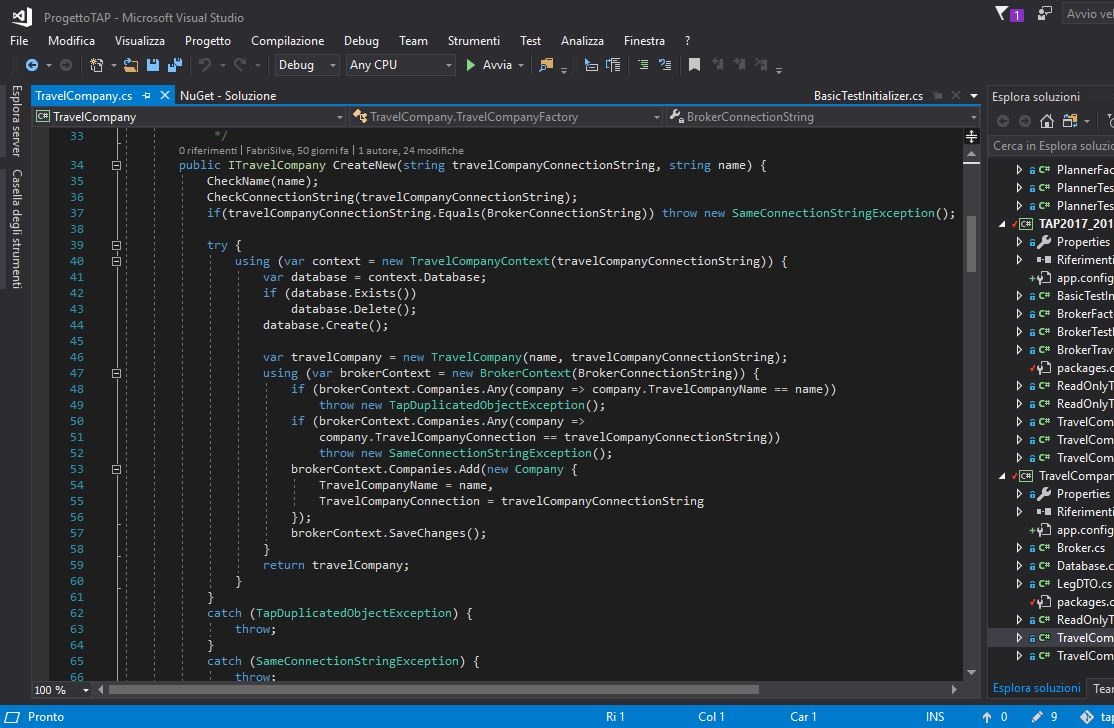 ProgettoTAP - Microsoft Visual Studio
1
Avvio vel
File Modifica Visualizza Progetto Compilazione Debug Team Strumenti Test Analizza Finestra ?
Debug Any CPU Avvia
Esplora server
Casella degli strumenti
TravelCompany.cs NuGet - Soluzione BasicTestInitializer.cs
C# TravelCompany TravelCompany.TravelCompanyFactory BrokerConnectionString
33 */
0 riferimenti | FabriSilve, 50 giorni fa | 1 autore, 24 modifiche
34 public ITravelCompany CreateNew(string travelCompanyConnectionString, string name) {
35 CheckName(name);
36 CheckConnectionString(travelCompanyConnectionString);
37 if(travelCompanyConnectionString.Equals(BrokerConnectionString)) throw new SameConnectionStringException();
38
39 try {
40 using (var context = new TravelCompanyContext(travelCompanyConnectionString)) {
41 var database = context.Database;
42 if (database.Exists())
43 database.Delete();
44 database.Create();
45
46 var travelCompany = new TravelCompany(name, travelCompanyConnectionString);
47 using (var brokerContext = new BrokerContext(BrokerConnectionString)) {
48 if (brokerContext.Companies.Any(company => company.TravelCompanyName == name))
49 throw new TapDuplicatedObjectException();
50 if (brokerContext.Companies.Any(company =>
51 company.TravelCompanyConnection == travelCompanyConnectionString))
52 throw new SameConnectionStringException();
53 brokerContext.Companies.Add(new Company {
54 TravelCompanyName = name,
55 TravelCompanyConnection = travelCompanyConnectionString
56 });
57 brokerContext.SaveChanges();
58 }
59 return travelCompany;
60 }
61 }
62 catch (TapDuplicatedObjectException) {
63 throw;
64 }
65 catch (SameConnectionStringException) {
66 throw;
100 %
Esplora soluzioni
Cerca in Esplora soluzio
C# PlannerFac
C# PlannerTes
C# PlannerTes
C# TAP2017_201
Properties
Riferimenti
app.config
C# BasicTestIn
C# BrokerFact
C# BrokerTestI
C# BrokerTrav
packages.c
C# ReadOnlyT
C# ReadOnlyT
C# TravelCom
C# TravelCom
C# TravelCom
C# TravelCompany
Properties
Riferimenti
app.config
C# Broker.cs
C# Database.c
C# LegDTO.cs
packages.c
C# ReadOnlyT
C# TravelCom
C# TravelCom
Esplora soluzioni Tean
Pronto Ri 1 Col 1 Car 1 INS 0 9 tap